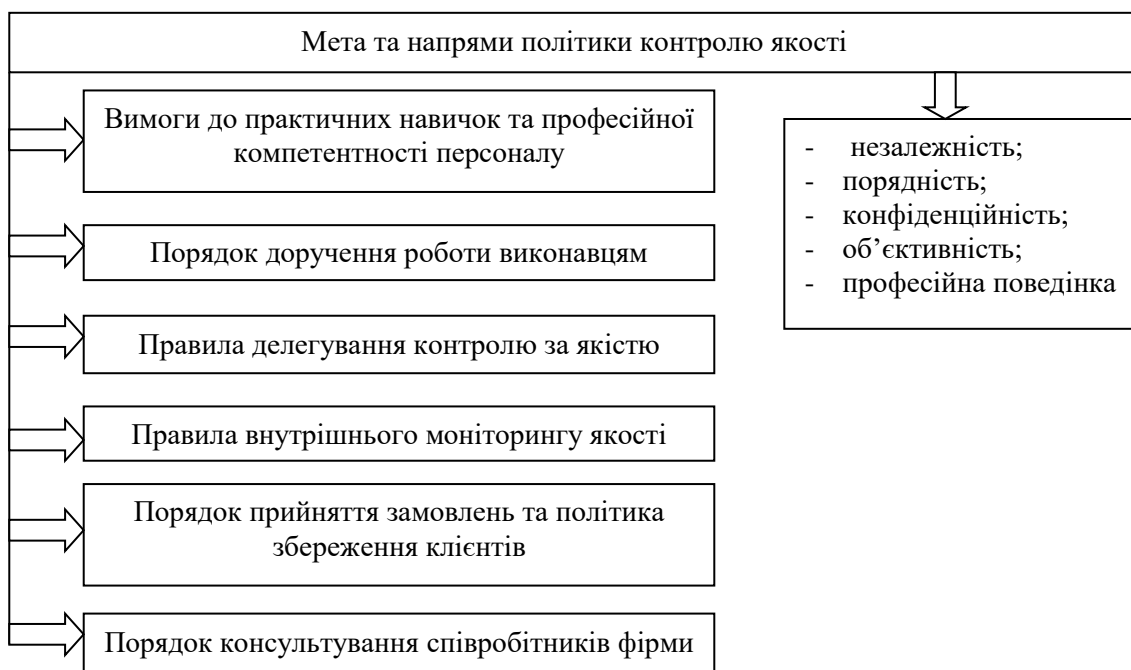 Мета та напрями політики контролю якості
Вимоги до практичних навичок та професійної
компетентності персоналу
- незалежність;
- порядність;
- конфіденційність;
- об’єктивність;
- професійна поведінка
Порядок доручення роботи виконавцям
Правила делегування контролю за якістю
Правила внутрішнього моніторингу якості
Порядок прийняття замовлень та політика
збереження клієнтів
Порядок консультування співробітників фірми